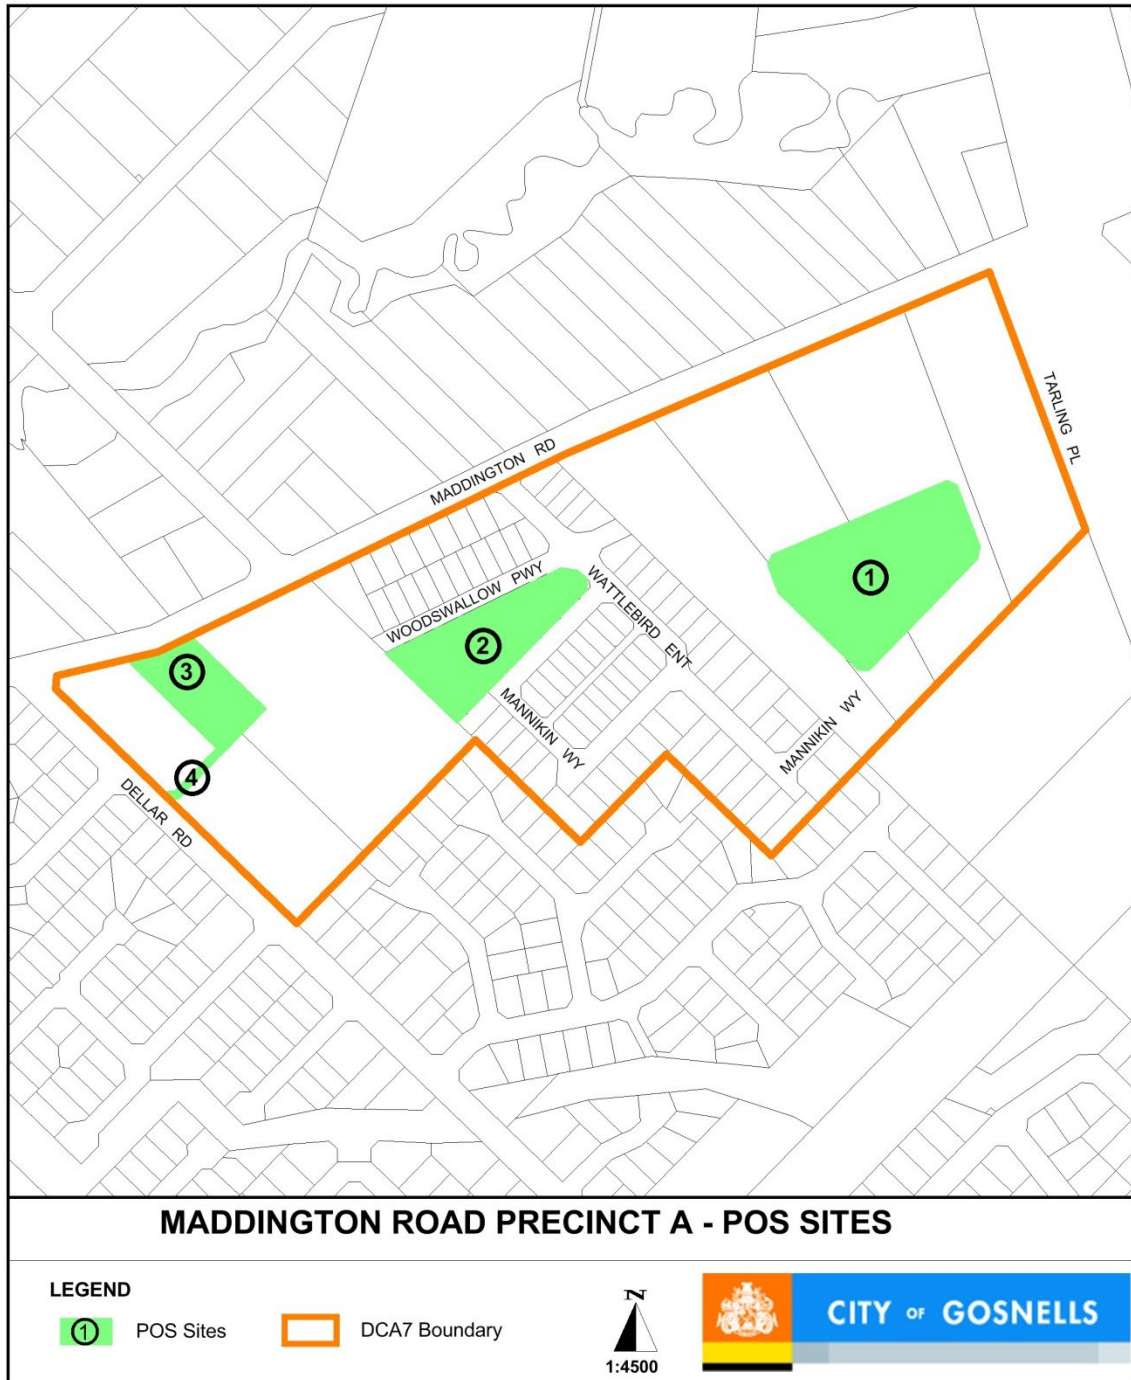 TARLING PL
MADDINGTON RD
1
WOODSWALLOW PWY
WATTLEBIRD ENT
2
3
MANNIKIN WY
MANNIKIN WY
4
DELLAR RD
MADDINGTON ROAD PRECINCT A - POS SITES
LEGEND
1 POS Sites
DCA7 Boundary
N
1:4500
CITY OF GOSNELLS